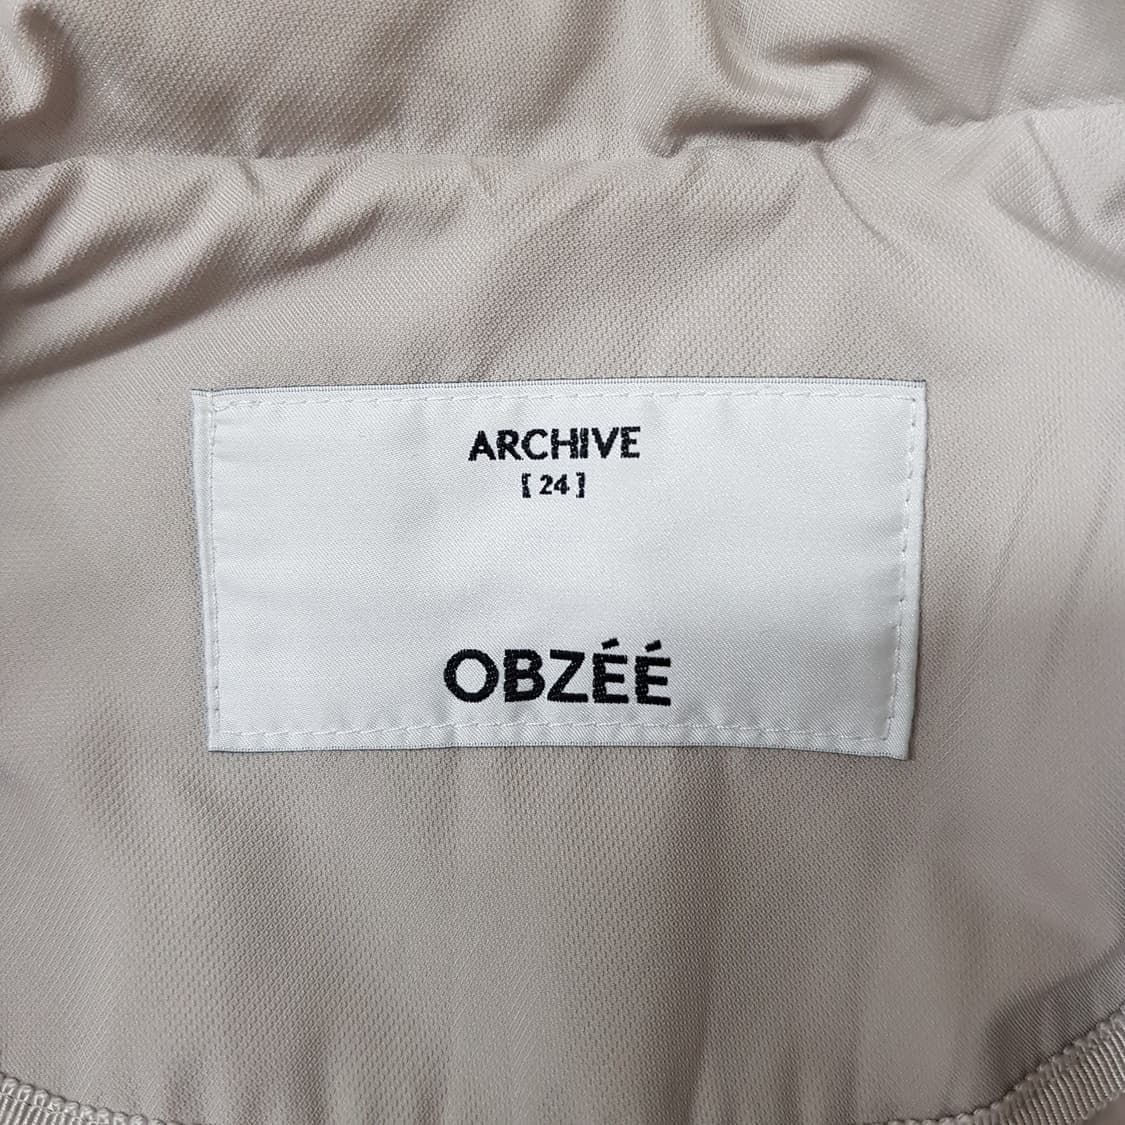 ARCHIVE
[ 24 ]
OBZÉÉ